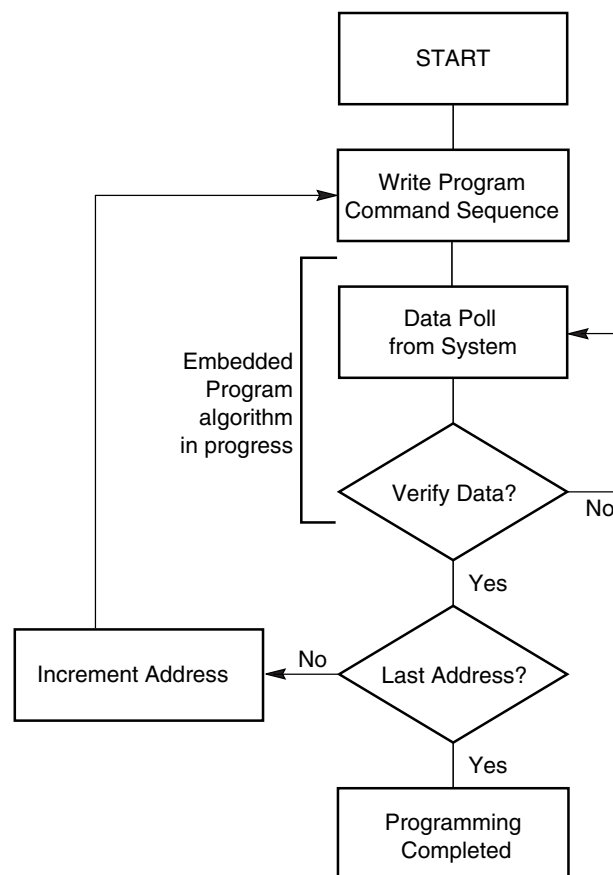 START
Write Program
Command Sequence
Data Poll
from System
Embedded
Program
algorithm
in progress
Verify Data?
No
Yes
Increment Address
No
Last Address?
Yes
Programming
Completed